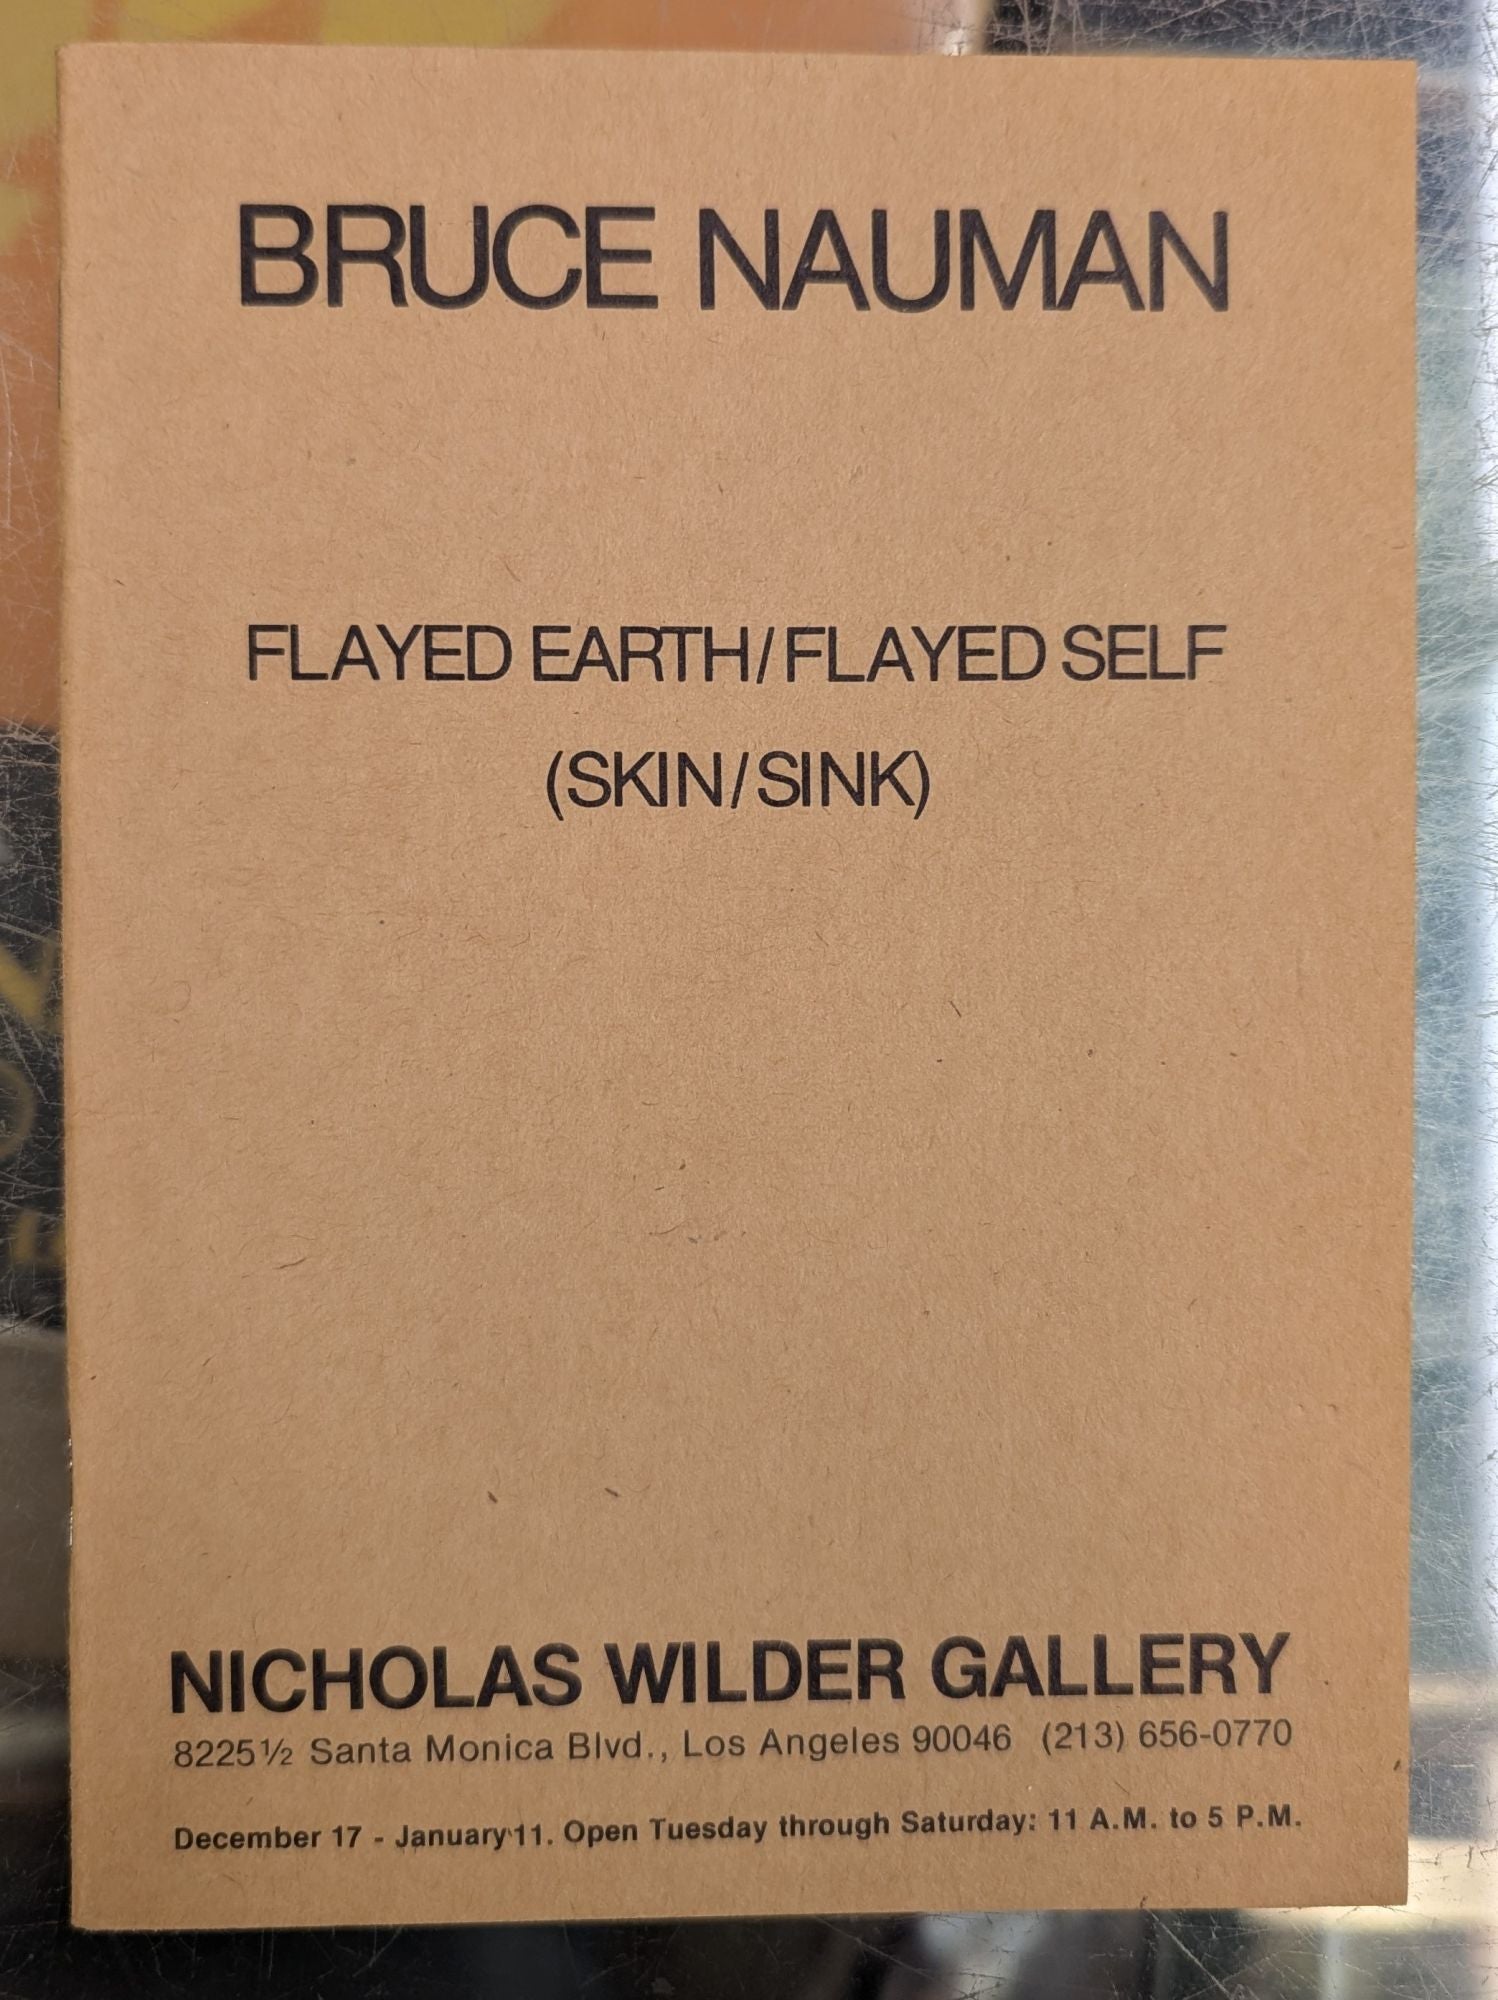 BRUCE NAUMAN
FLAYED EARTH/FLAYED SELF
(SKIN/SINK)
NICHOLAS WILDER GALLERY
8225½ Santa Monica Blvd., Los Angeles 90046 (213) 656-0770
December 17 - January 11. Open Tuesday through Saturday: 11 A.M. to 5 P.M.